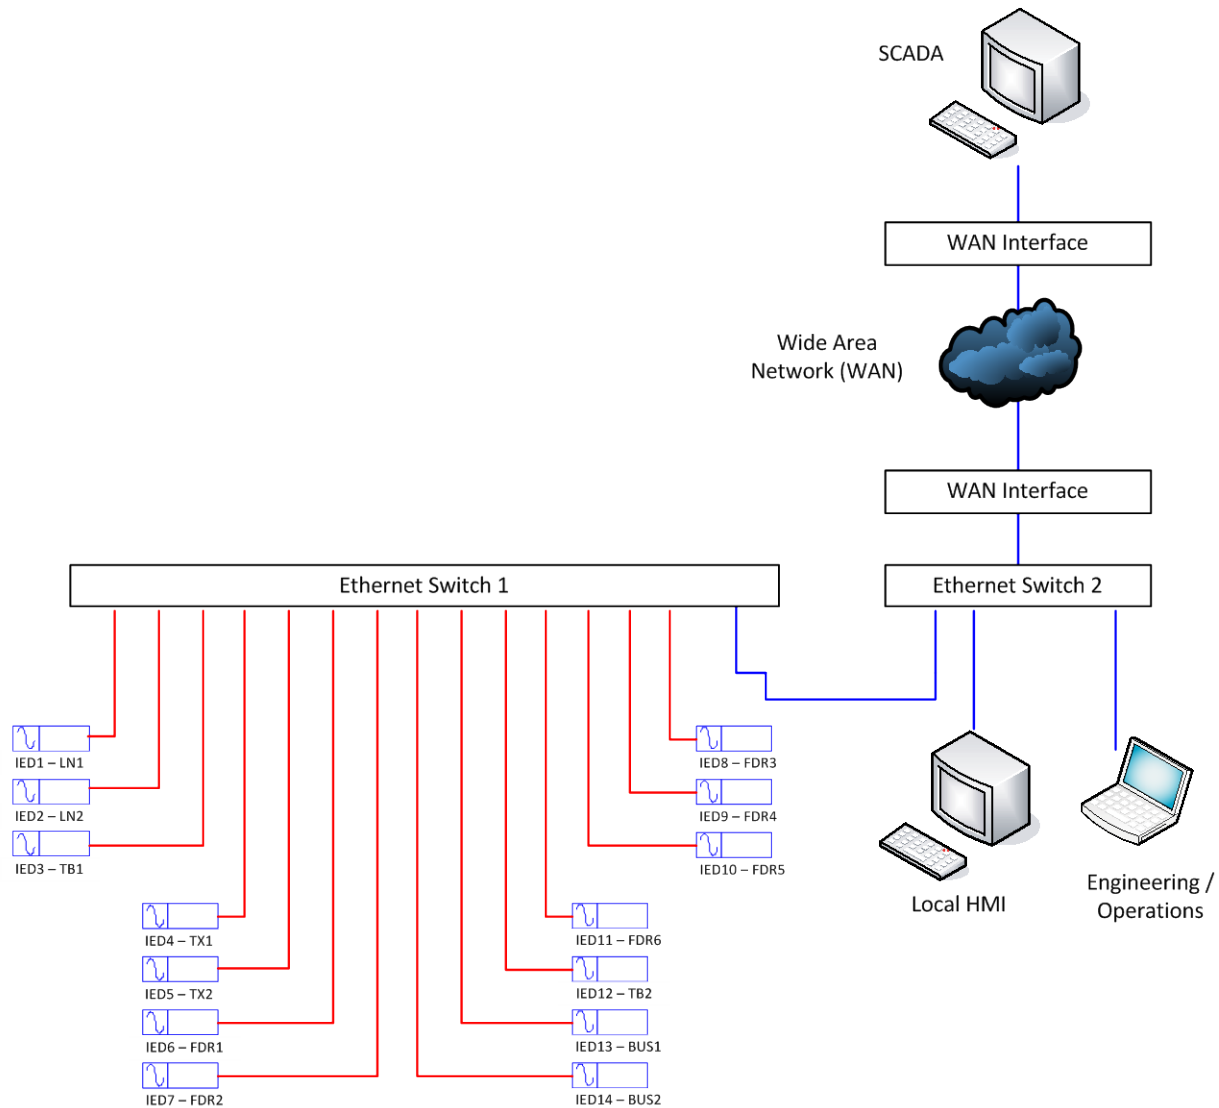 SCADA
WAN Interface
Wide Area
Network (WAN)
WAN Interface
Ethernet Switch 1
Ethernet Switch 2
IED1 – LN1
IED2 – LN2
IED3 – TB1
IED4 – TX1
IED5 – TX2
IED6 – FDR1
IED7 – FDR2
IED8 – FDR3
IED9 – FDR4
IED10 – FDR5
IED11 – FDR6
IED12 – TB2
IED13 – BUS1
IED14 – BUS2
Local HMI
Engineering /
Operations